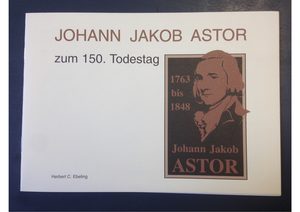 JOHANN JAKOB ASTOR
zum 150. Todestag
1763
bis
1848
Johann Jakob
ASTOR
Herbert C. Ebeling